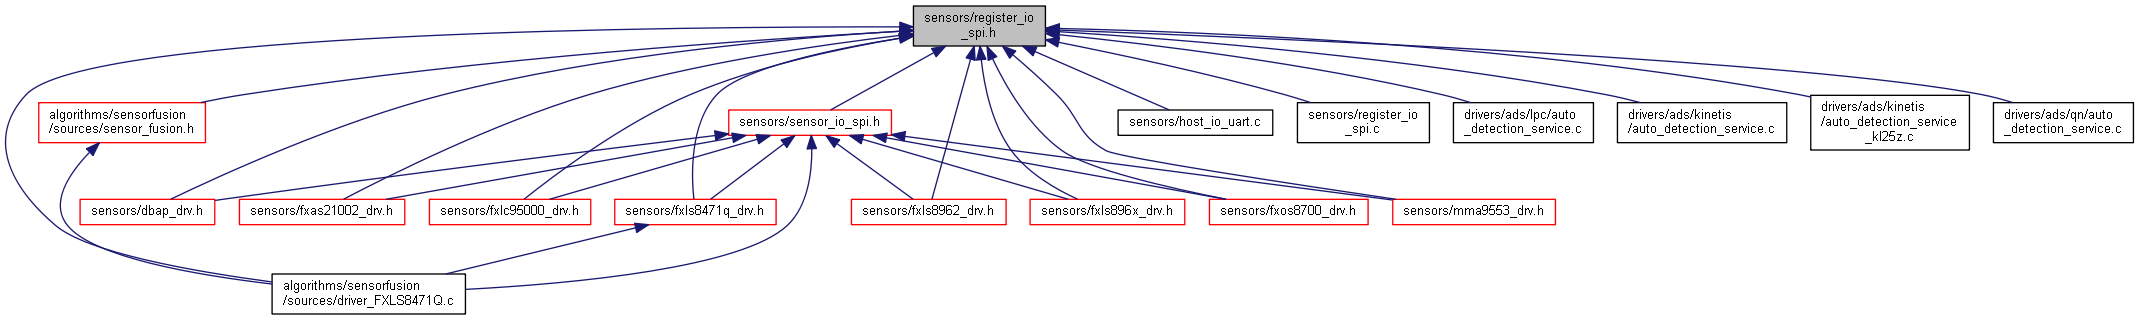 sensors/register_io
_spi.h
algorithms/sensorfusion
/sources/sensor_fusion.h
sensors/sensor_io_spi.h
sensors/host_io_uart.c
sensors/register_io
_spi.c
drivers/ads/lpc/auto
_detection_service.c
drivers/ads/kinetis
/auto_detection_service.c
drivers/ads/kinetis
/auto_detection_service
_kl25z.c
drivers/ads/qn/auto
_detection_service.c
sensors/dbap_drv.h
sensors/fxas21002_drv.h
sensors/fxlc95000_drv.h
sensors/fxls8471q_drv.h
sensors/fxls8962_drv.h
sensors/fxls896x_drv.h
sensors/fxos8700_drv.h
sensors/mma9553_drv.h
algorithms/sensorfusion
/sources/driver_FXLS8471Q.c